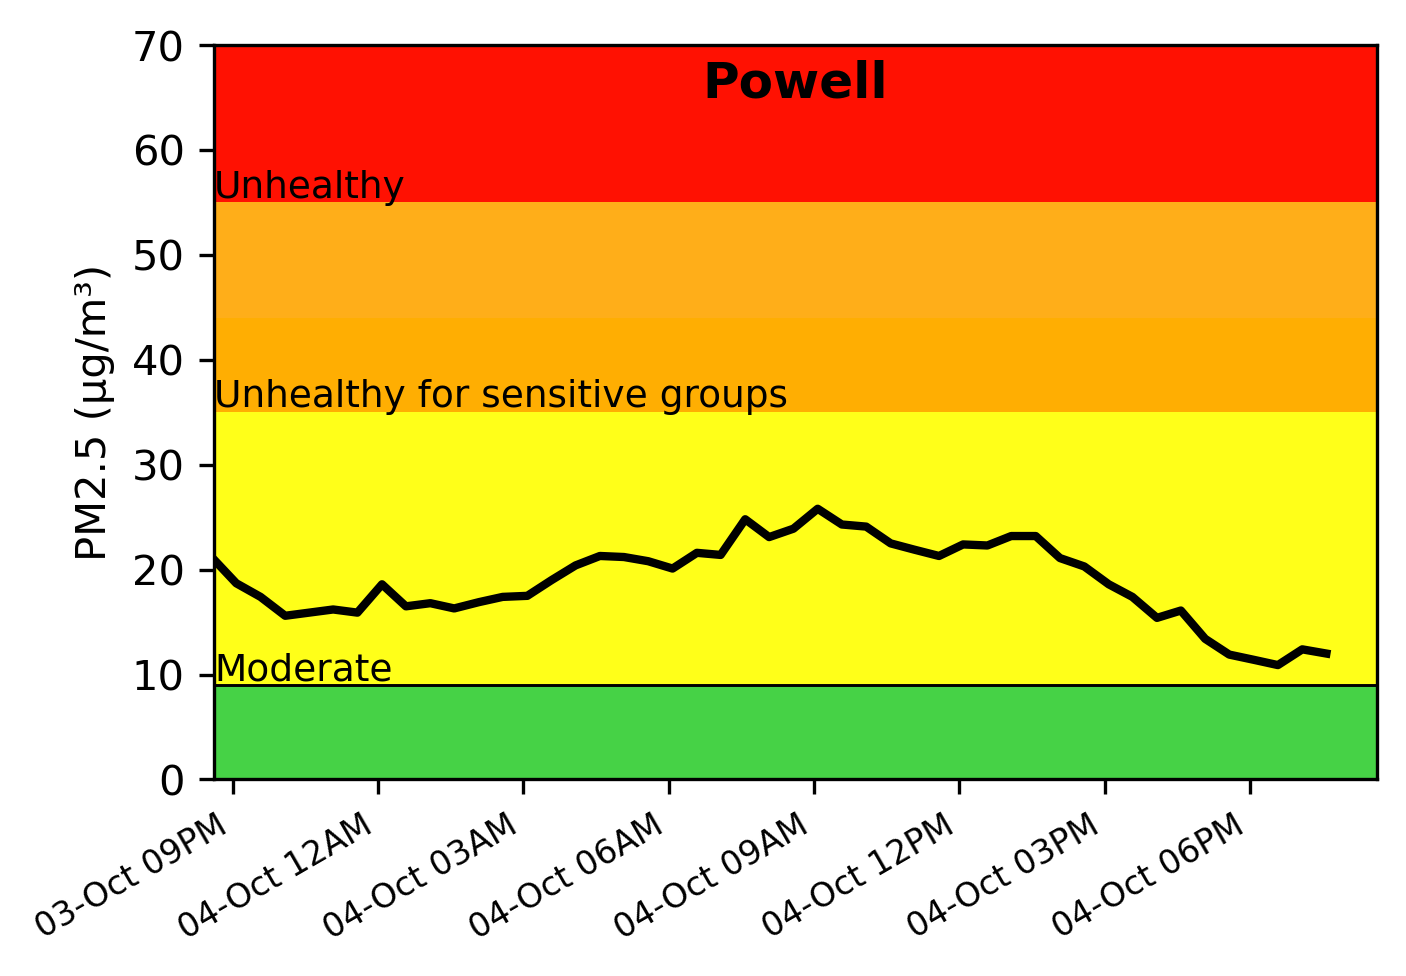 Powell
70
60
Unhealthy
50
40
Unhealthy for sensitive groups
30
20
Moderate
10
0
PM2.5 (µg/m³)
03-Oct 09PM
04-Oct 12AM
04-Oct 03AM
04-Oct 06AM
04-Oct 09AM
04-Oct 12PM
04-Oct 03PM
04-Oct 06PM